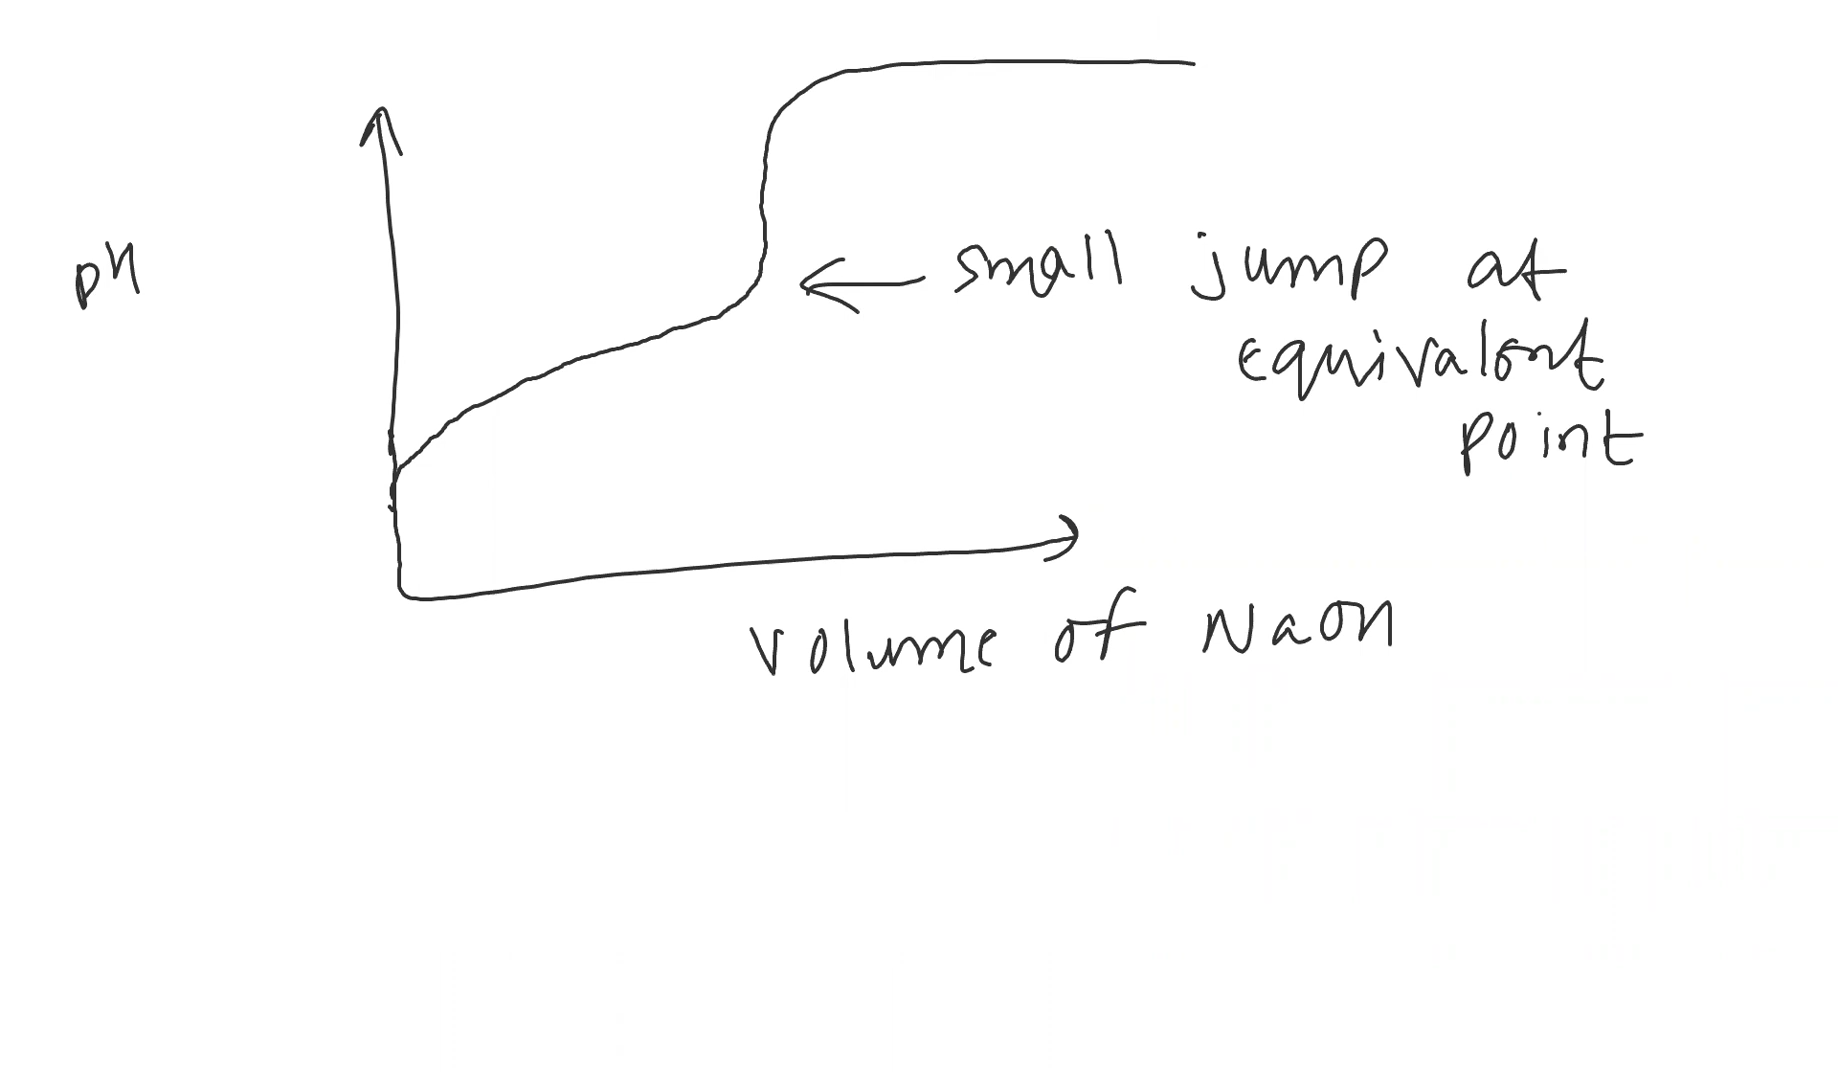 pH
small jump at
equivalent
point
volume of NaOH